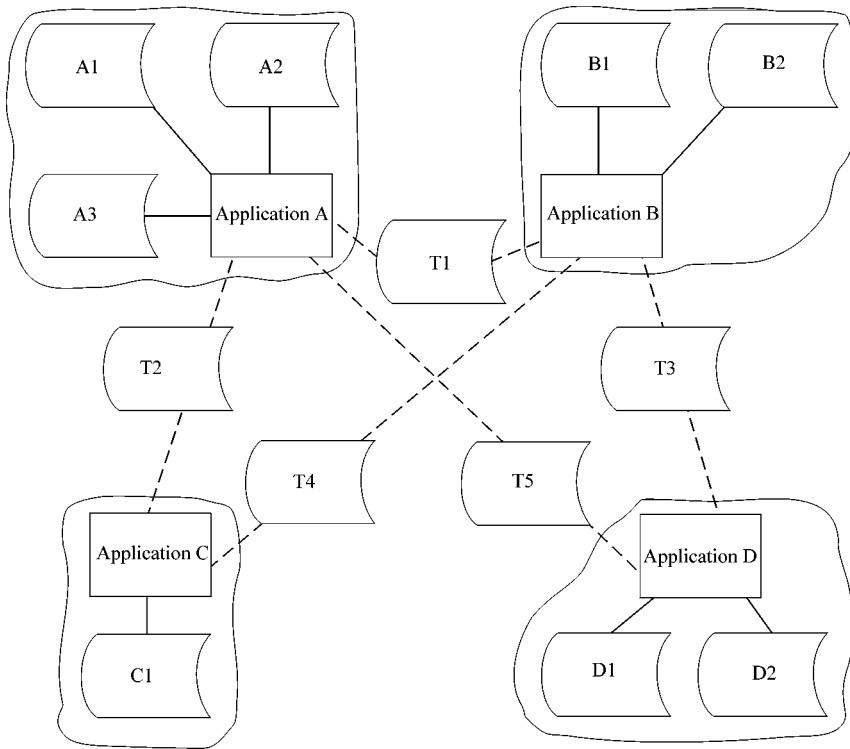 A1
A2
B1
B2
A3
Application A
Application B
T1
T2
T3
T4
T5
Application C
Application D
C1
D1
D2